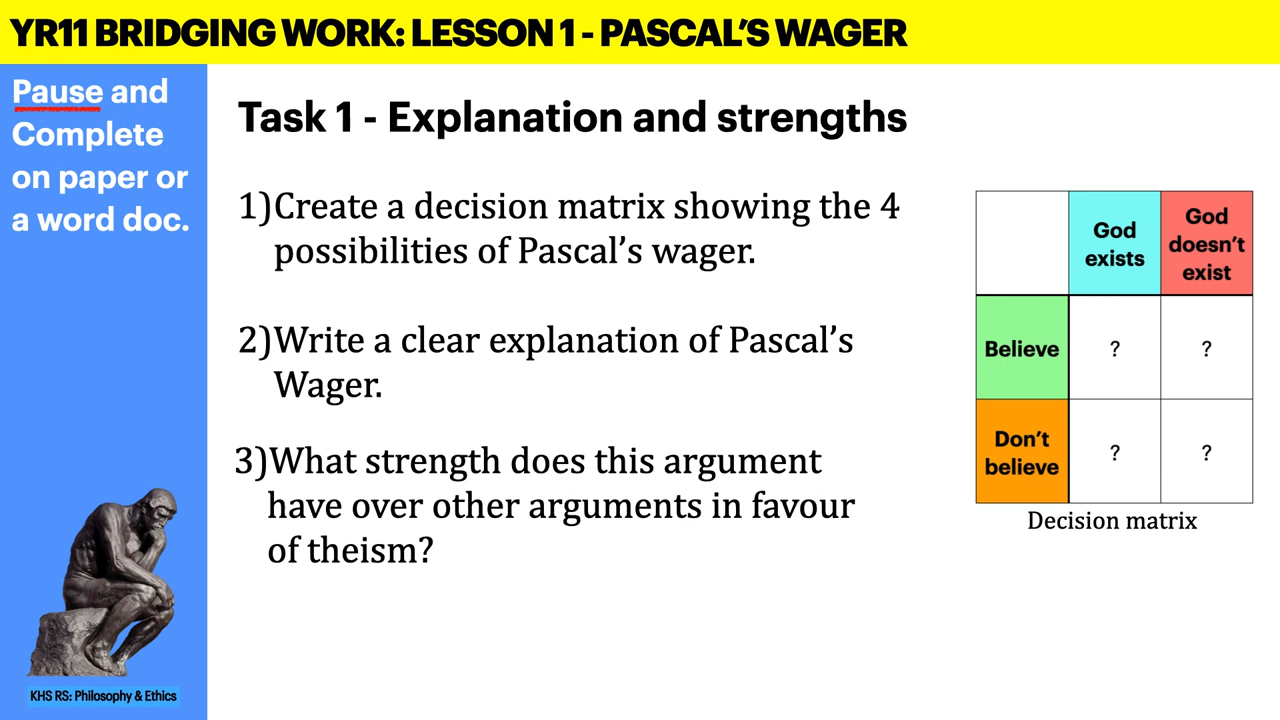 YR11 BRIDGING WORK: LESSON 1 - PASCAL'S WAGER
Pause and
Complete
on paper or
a word doc.
Task 1 - Explanation and strengths
1)Create a decision matrix showing the 4
possibilities of Pascal's wager.
2)Write a clear explanation of Pascal's
Wager.
3)What strength does this argument
have over other arguments in favour
of theism?
God
exists
God
doesn't
exist
Believe
?
?
Don't
believe
?
?
Decision matrix
KHS RS: Philosophy & Ethics